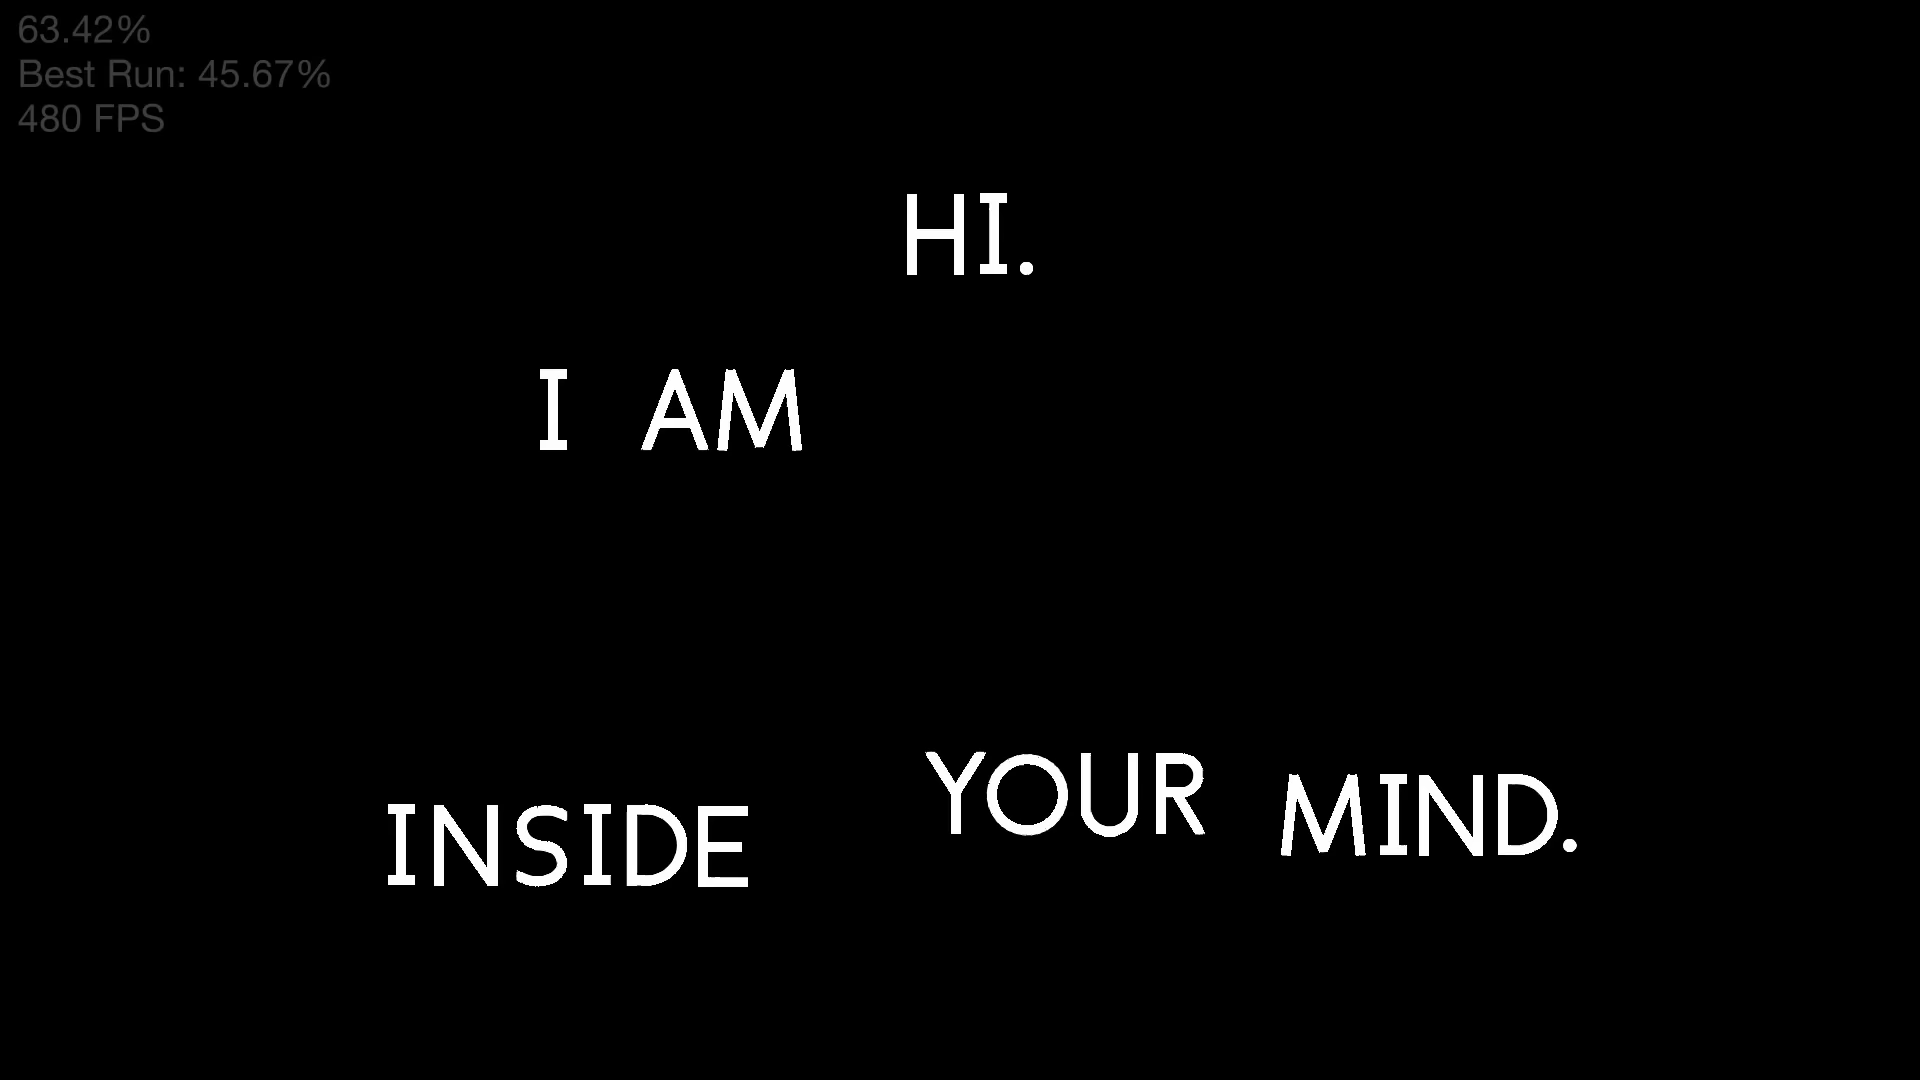 63.42%
Best Run: 45.67%
480 FPS
HI.
I AM
INSIDE YOUR MIND.